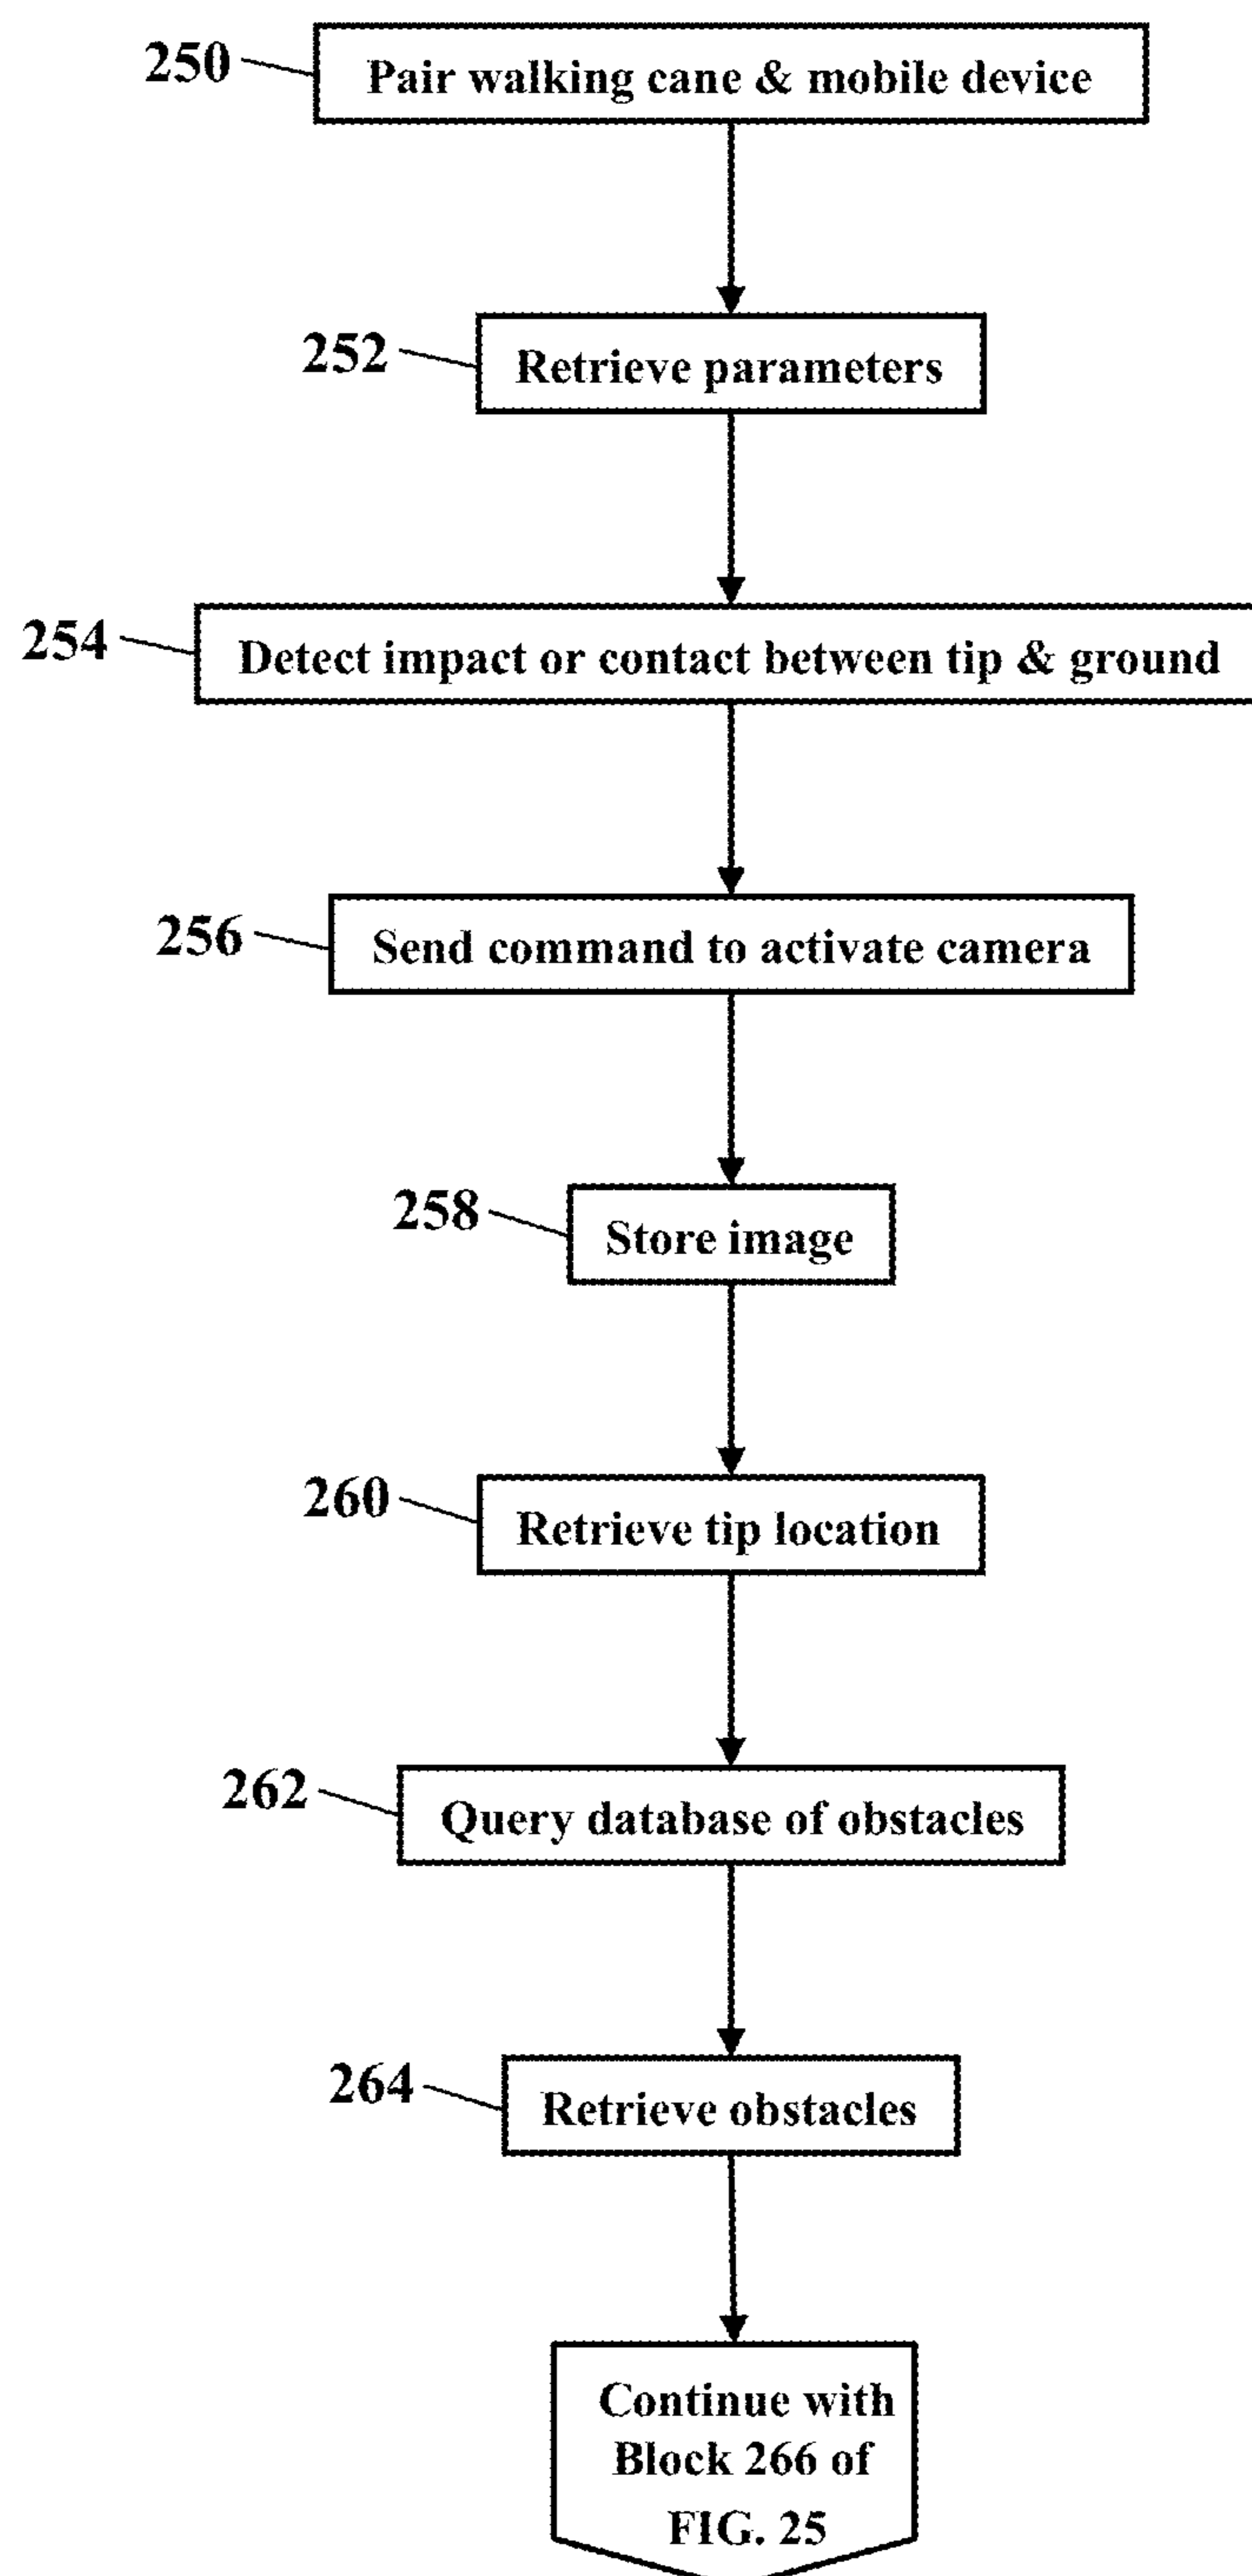 250
Pair walking cane & mobile device
252
Retrieve parameters
254
Detect impact or contact between tip & ground
256
Send command to activate camera
258
Store image
260
Retrieve tip location
262
Query database of obstacles
264
Retrieve obstacles
Continue with
Block 266 of
FIG. 25